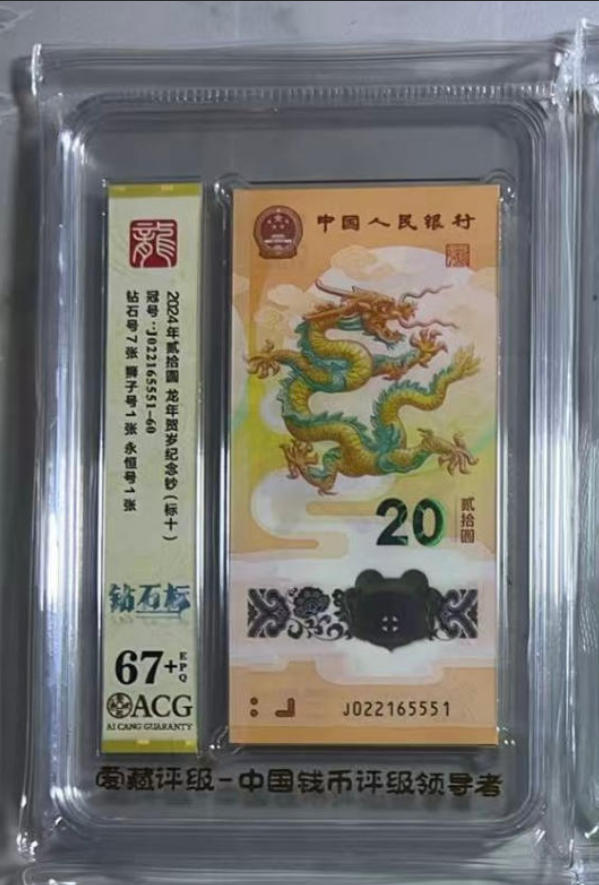 龍
2024年贰拾圆 龙年贺岁纪念钞(标十)
冠号:J022165551-60
钻石号7张 狮子号1张 永恒号1张
钻石标
67+ EPQ
ACG
AI CANG GUARANTY
中国人民银行
20
贰拾圆
J022165551
爱藏评级-中国钱币评级领导者